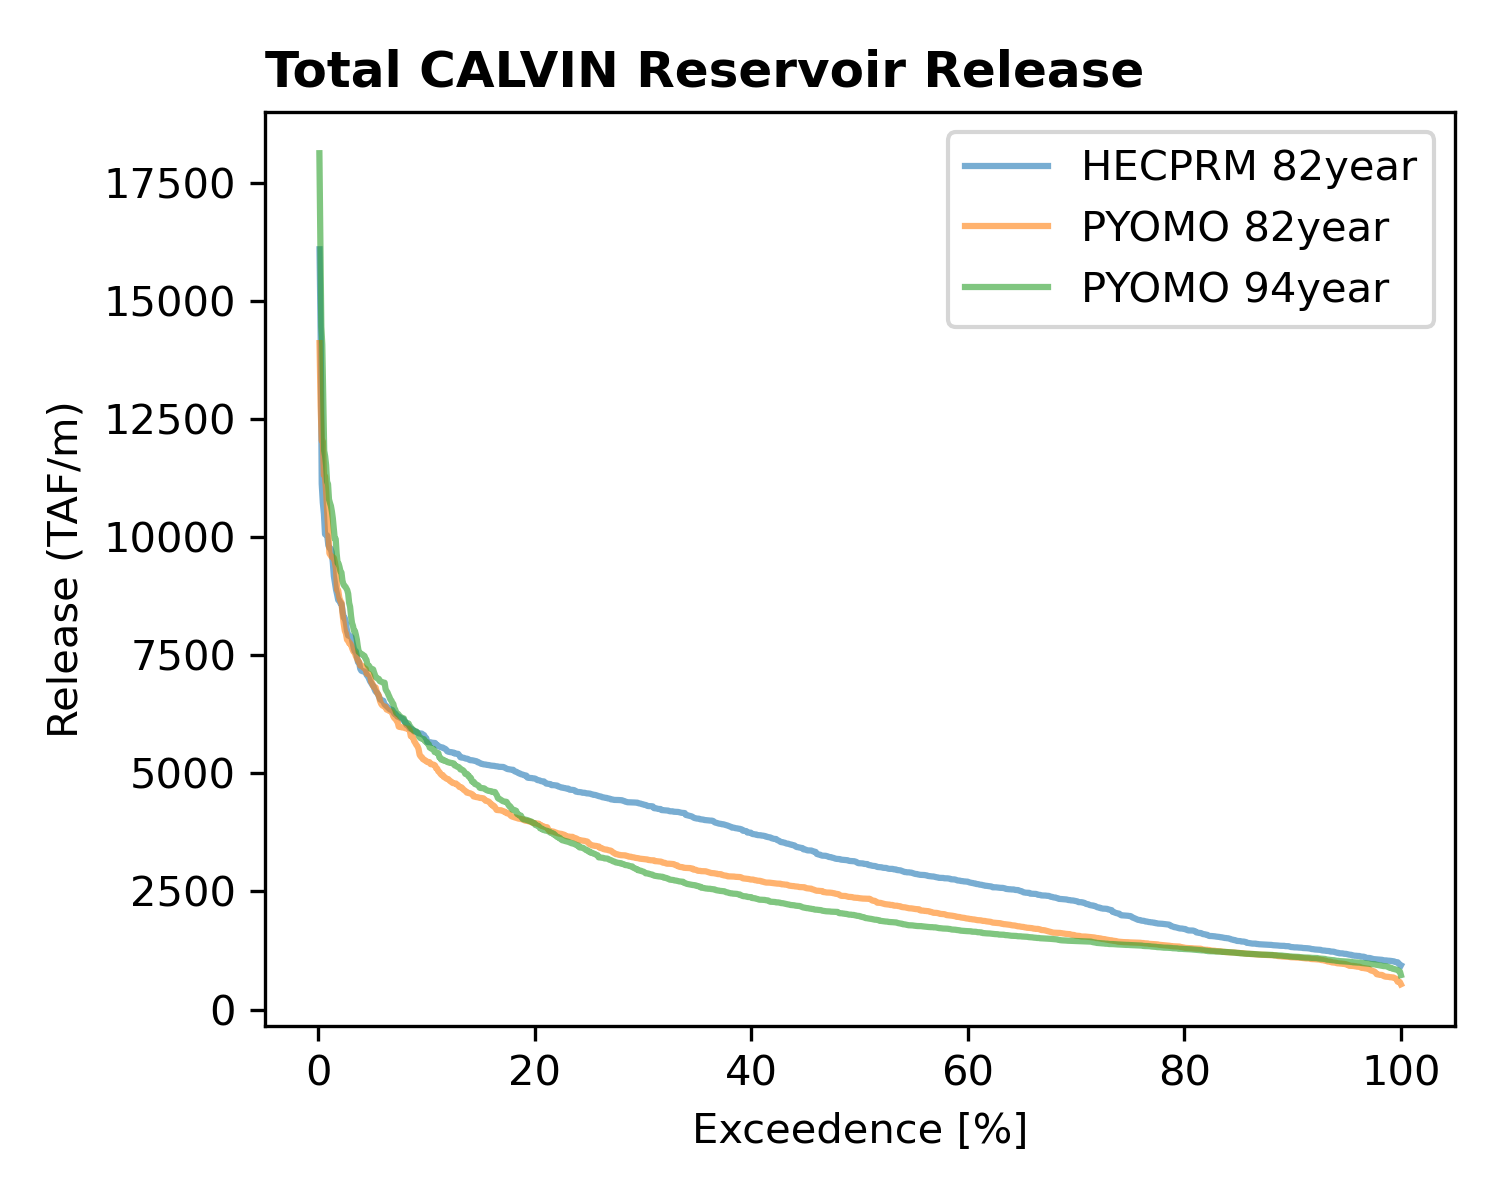 Total CALVIN Reservoir Release
HECPRM 82year
PYOMO 82year
PYOMO 94year
17500
15000
12500
10000
7500
5000
2500
0
Release (TAF/m)
0 20 40 60 80 100
Exceedence [%]